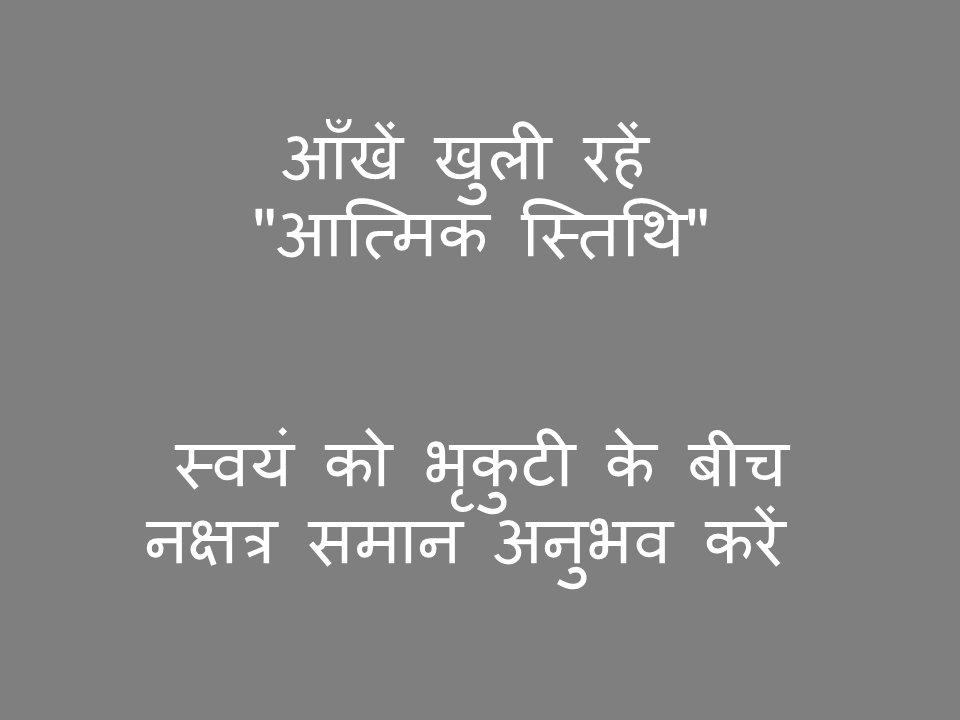 आँखें खुली रहें
"आत्मिक स्तिथि"
स्वयं को भृकुटी के बीच
नक्षत्र समान अनुभव करें